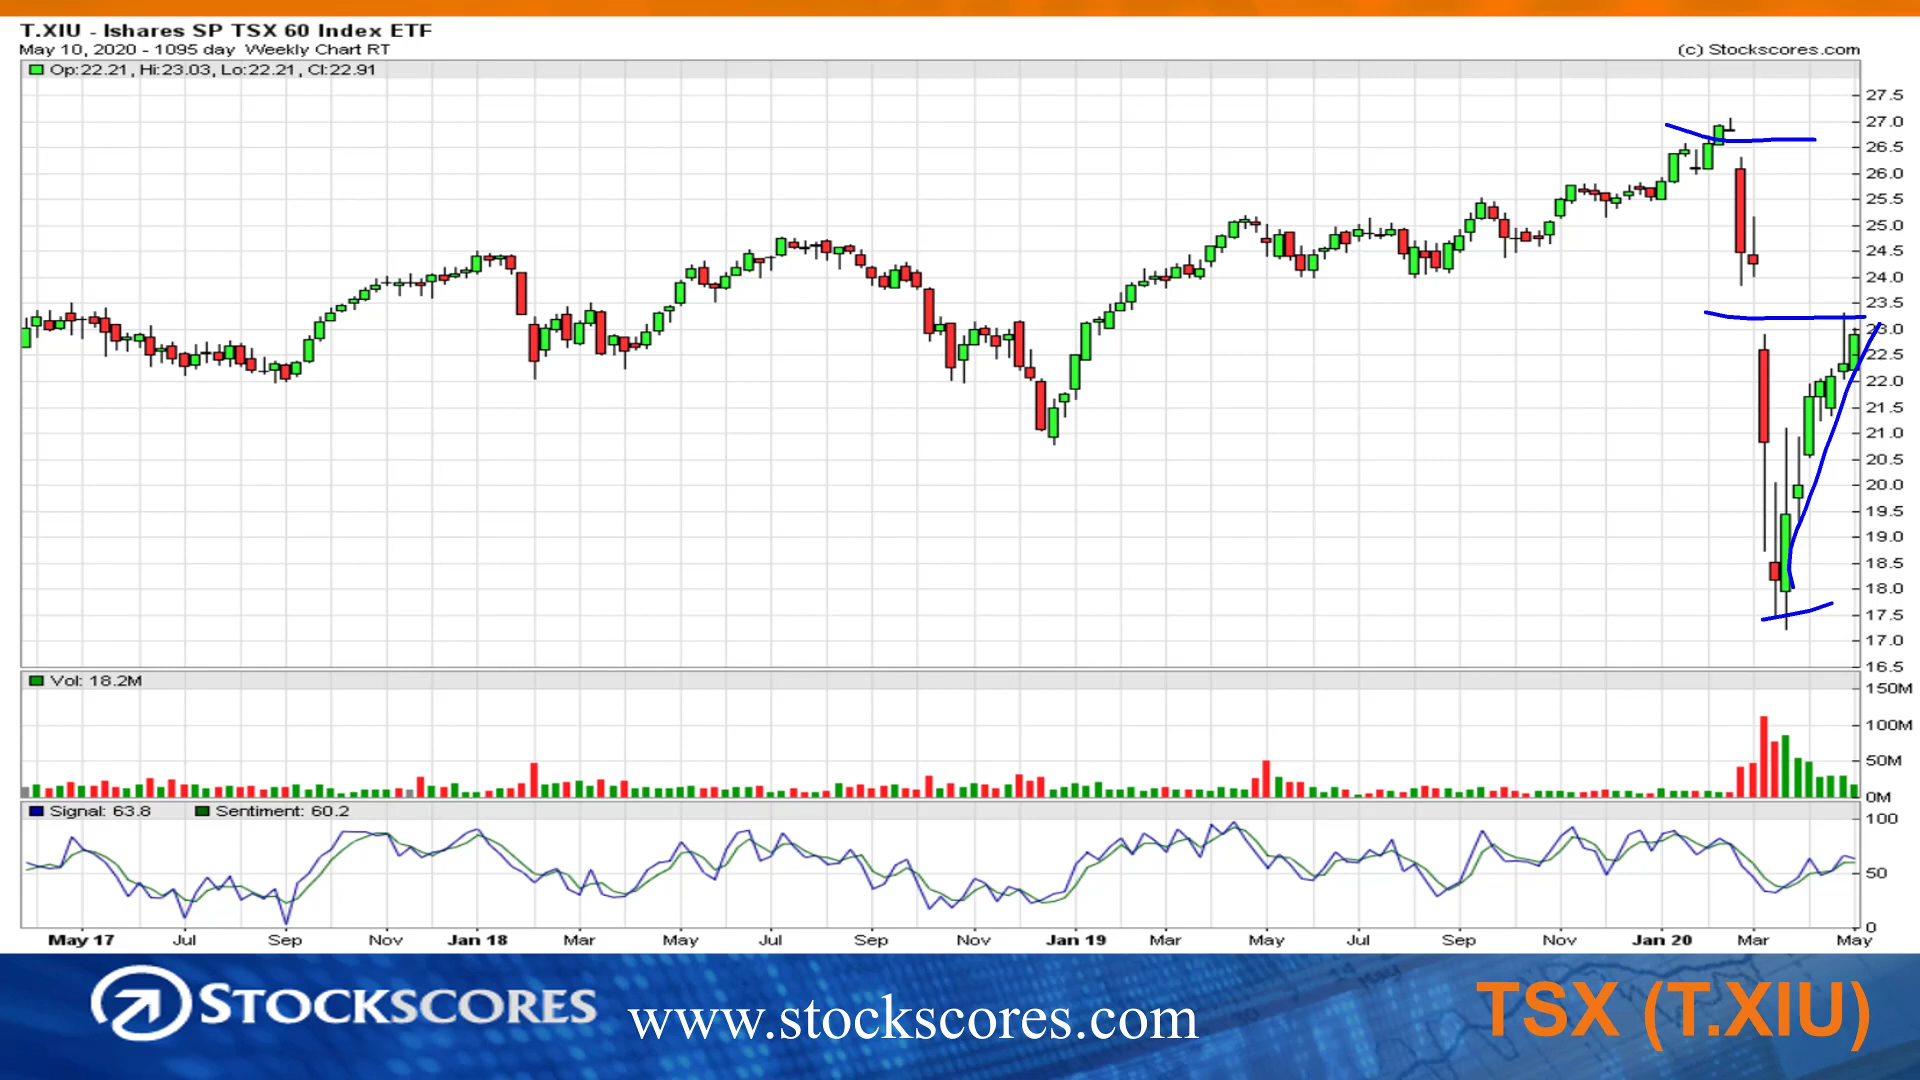 T.XIU - Ishares SP TSX 60 Index ETF
May 10, 2020 - 1095 day Weekly Chart RT
(c) Stockscores.com
Op:22.21, Hi:23.03, Lo:22.21, Cl:22.91
27.5
27.0
26.5
26.0
25.5
25.0
24.5
24.0
23.5
23.0
22.5
22.0
21.5
21.0
20.5
20.0
19.5
19.0
18.5
18.0
17.5
17.0
16.5
Vol: 18.2M
150M
100M
50M
0M
Signal: 63.8 Sentiment: 60.2
100
50
0
May 17 Jul Sep Nov Jan 18 Mar May Jul Sep Nov Jan 19 Mar May Jul Sep Nov Jan 20 Mar May
STOCKSCORES www.stockscores.com TSX (T.XIU)